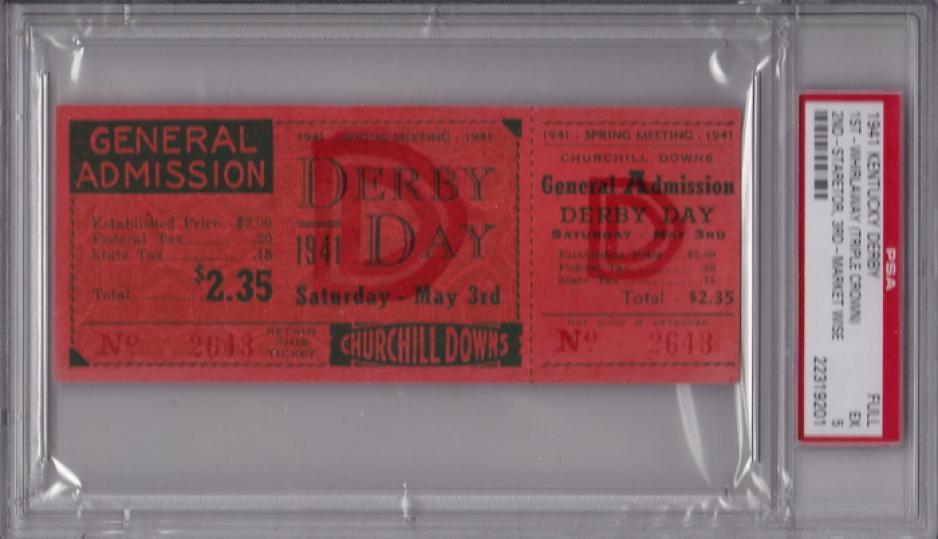 GENERAL
ADMISSION
Established Price $2.00
Federal Tax .20
State Tax .15
Total $2.35
1941 - SPRING MEETING - 1941
DERBY
1941 DAY
Saturday - May 3rd
D
Nº 2643
RETAIN
THIS
TICKET
CHURCHILL DOWNS
1941 - SPRING MEETING - 1941
CHURCHILL DOWNS
General Admission
DERBY DAY
SATURDAY - MAY 3RD
Established Price $2.00
Federal Tax .20
State Tax .15
Total - $2.35
D
NOT GOOD IF DETACHED
Nº 2643
PSA
1941 KENTUCKY DERBY FULL
1ST - WHIRLAWAY (TRIPLE CROWN) EX
2ND - STARETOR, 3RD - MARKET WISE 5
22319201